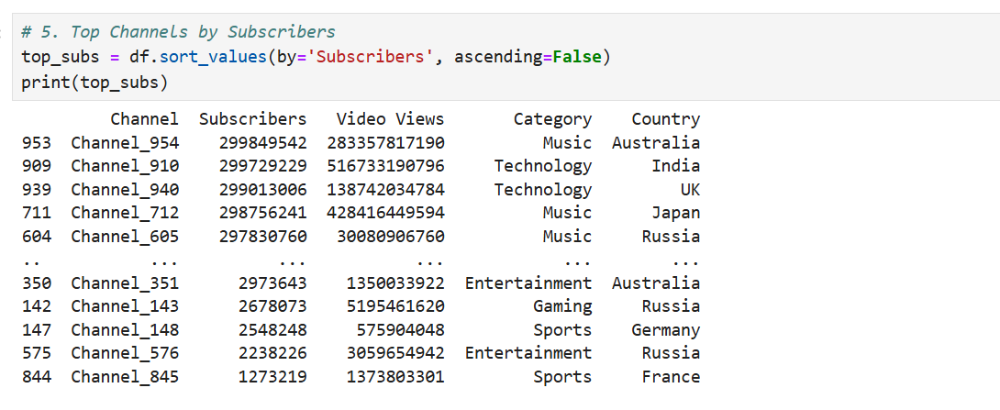 # 5. Top Channels by Subscribers
top_subs = df.sort_values(by='Subscribers', ascending=False)
print(top_subs)
Channel Subscribers Video Views Category Country
953 Channel_954 299849542 283357817190 Music Australia
909 Channel_910 299729229 516733190796 Technology India
939 Channel_940 299013006 138742034784 Technology UK
711 Channel_712 298756241 428416449594 Music Japan
604 Channel_605 297830760 30080906760 Music Russia
.. ... ... ... ... ...
350 Channel_351 2973643 1350033922 Entertainment Australia
142 Channel_143 2678073 5195461620 Gaming Russia
147 Channel_148 2548248 575904048 Sports Germany
575 Channel_576 2238226 3059654942 Entertainment Russia
844 Channel_845 1273219 1373803301 Sports France